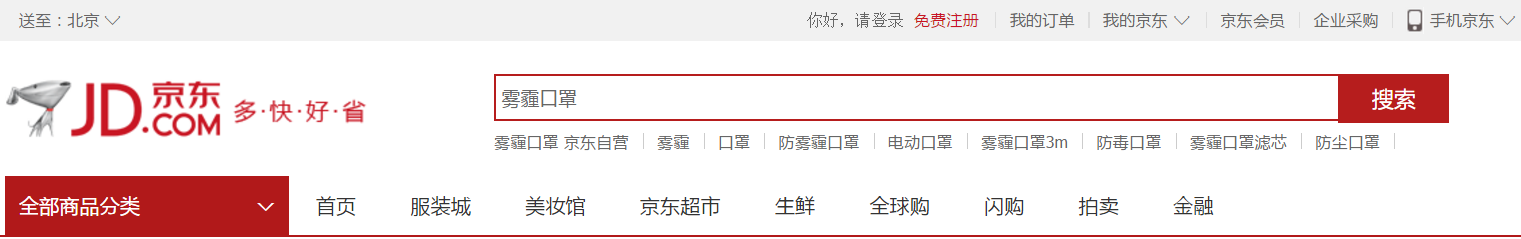 送至：北京 你好，请登录 免费注册 我的订单 我的京东 京东会员 企业采购 手机京东
JD.COM 京东 多·快·好·省
雾霾口罩 搜索
雾霾口罩 京东自营 雾霾 口罩 防雾霾口罩 电动口罩 雾霾口罩3m 防毒口罩 雾霾口罩滤芯 防尘口罩
全部商品分类 首页 服装城 美妆馆 京东超市 生鲜 全球购 闪购 拍卖 金融